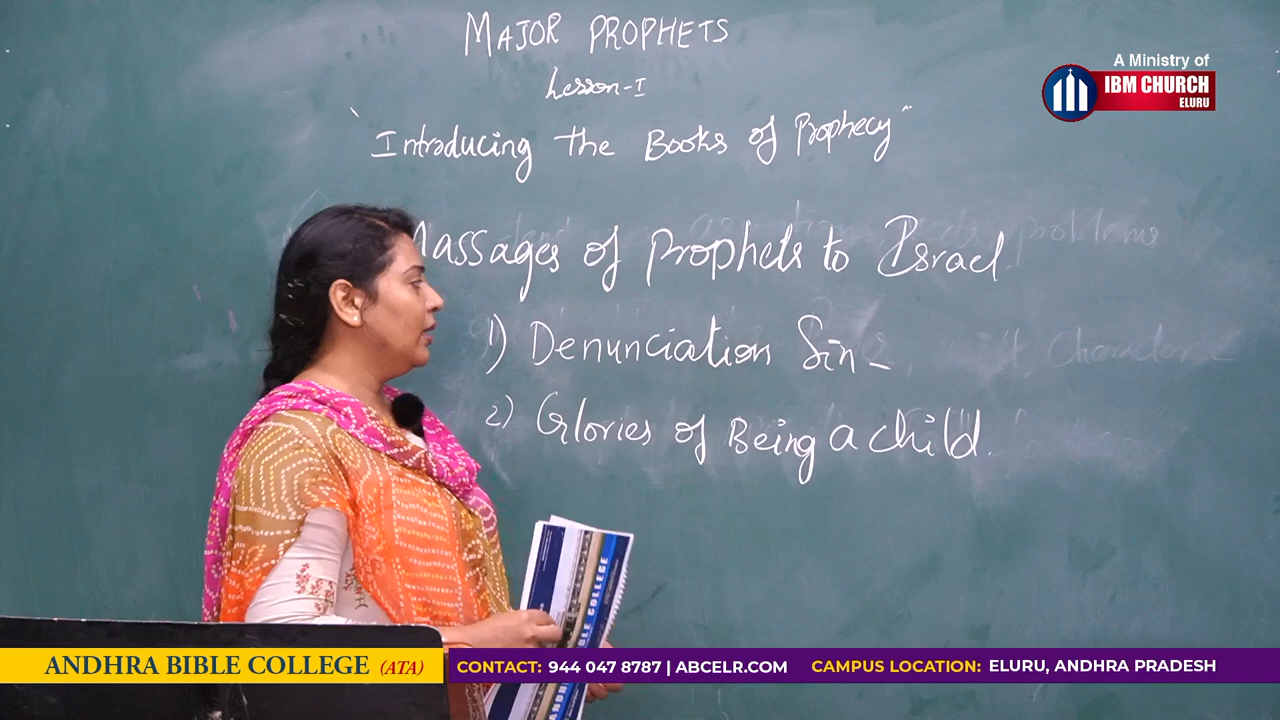 MAJOR PROPHETS
Lesson-I
"Introducing the Books of Prophecy"
Massages of Prophets to Israel
1) Denunciation Sin -
2) Glories of Being a child.
A Ministry of
IBM CHURCH
ELURU
COLLEGE
ANDHRA BIBLE COLLEGE (ATA)
CONTACT: 944 047 8787 | ABCELR.COM
CAMPUS LOCATION: ELURU, ANDHRA PRADESH